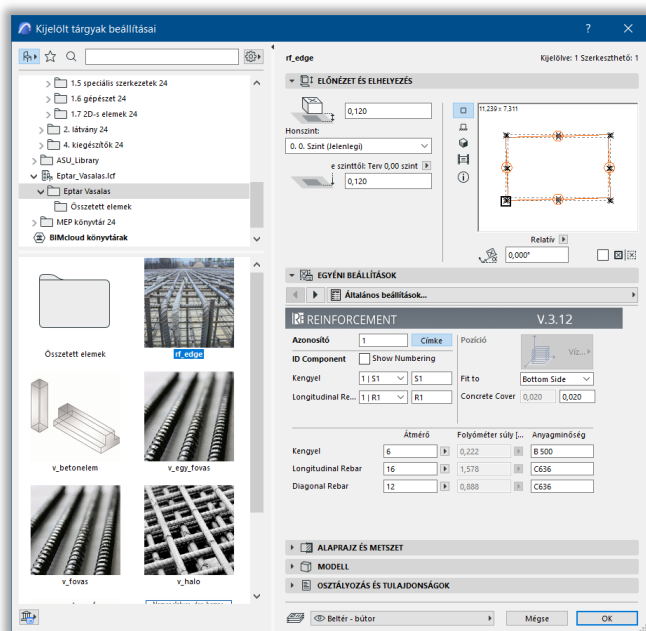 Kijelölt tárgyak beállításai
1.5 speciális szerkezetek 24
1.6 gépészet 24
1.7 2D-s elemek 24
2. látvány 24
4. kiegészítők 24
ASU_Library
Eptar_Vasalas.lcf
Eptar Vasalas
Összetett elemek
MEP könyvtár 24
BIMcloud könyvtárak
Összetett elemek
rf_edge
v_betonelem
v_egy_fovas
v_fovas
v_halo
rf_edge
Kijelölve: 1 Szerkeszthető: 1
ELŐNÉZET ÉS ELHELYEZÉS
0,120
Honszint:
0. 0. Szint (Jelenlegi)
e szinttől: Terv 0,00 szint
0,120
11,239 x 7,311
Relatív
0,000°
EGYÉNI BEÁLLÍTÁSOK
Általános beállítások...
REINFORCEMENT V.3.12
Azonosító 1 Címke Pozíció
ID Component Show Numbering
Víz...
Kengyel 1 | S1 S1 Fit to Bottom Side
Longitudinal Re... 1 | R1 R1 Concrete Cover 0,020 0,020
Átmérő Folyóméter súly [... Anyagminőség
Kengyel 6 0,222 B 500
Longitudinal Rebar 16 1,578 C636
Diagonal Rebar 12 0,888 C636
ALAPRAJZ ÉS METSZET
MODELL
OSZTÁLYOZÁS ÉS TULAJDONSÁGOK
Beltér - bútor
Mégse OK